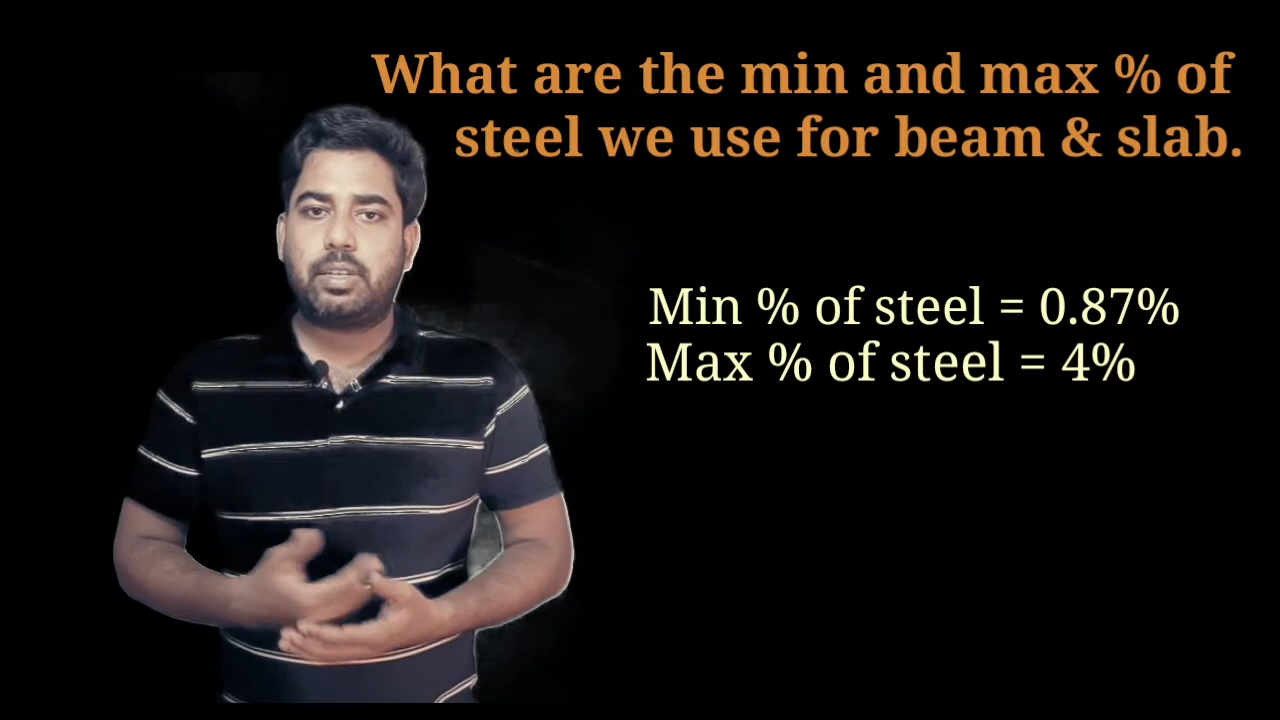 What are the min and max % of
steel we use for beam & slab.
Min % of steel = 0.87%
Max % of steel = 4%